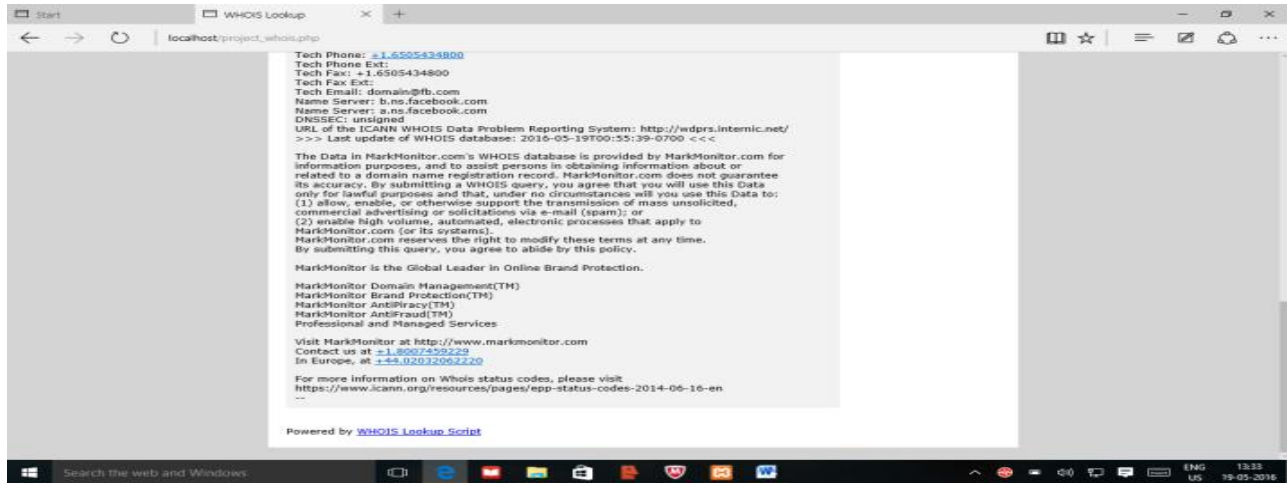 Start
WHOIS Lookup
localhost/project_whois.php
Tech Phone: +1.6505434800
Tech Phone Ext:
Tech Fax: +1.6505434800
Tech Fax Ext:
Tech Email: domain@fb.com
Name Server: b.ns.facebook.com
Name Server: a.ns.facebook.com
DNSSEC: unsigned
URL of the ICANN WHOIS Data Problem Reporting System: http://wdprs.internic.net/
>>> Last update of WHOIS database: 2016-05-19T00:55:39-0700 <<<
The Data in MarkMonitor.com's WHOIS database is provided by MarkMonitor.com for
information purposes, and to assist persons in obtaining information about or
related to a domain name registration record. MarkMonitor.com does not guarantee
its accuracy. By submitting a WHOIS query, you agree that you will use this Data
only for lawful purposes and that, under no circumstances will you use this Data to:
(1) allow, enable, or otherwise support the transmission of mass unsolicited,
commercial advertising or solicitations via e-mail (spam); or
(2) enable high volume, automated, electronic processes that apply to
MarkMonitor.com (or its systems).
MarkMonitor.com reserves the right to modify these terms at any time.
By submitting this query, you agree to abide by this policy.
MarkMonitor is the Global Leader in Online Brand Protection.
MarkMonitor Domain Management(TM)
MarkMonitor Brand Protection(TM)
MarkMonitor AntiPiracy(TM)
MarkMonitor AntiFraud(TM)
Professional and Managed Services
Visit MarkMonitor at http://www.markmonitor.com
Contact us at +1.8007459229
In Europe, at +44.02032062220
For more information on Whois status codes, please visit
https://www.icann.org/resources/pages/epp-status-codes-2014-06-16-en
--
Powered by WHOIS Lookup Script
Search the web and Windows
ENG
US
13:33
19-05-2016